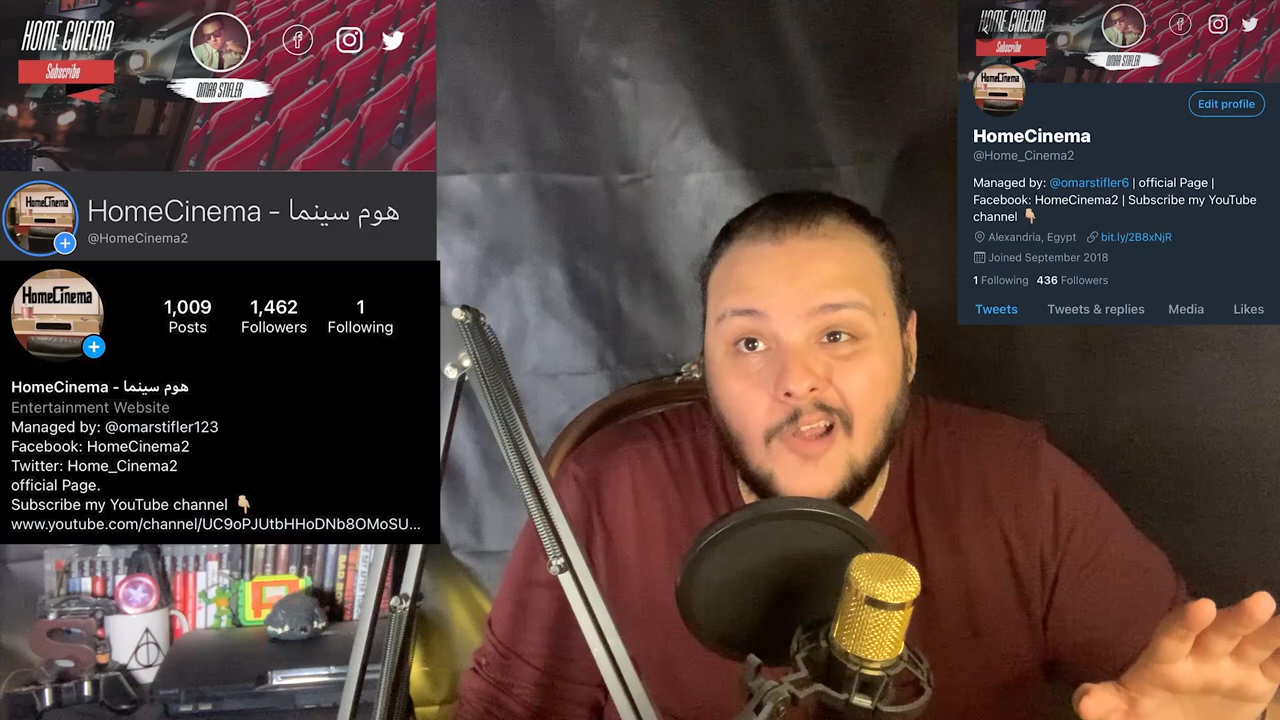 HOME CINEMA
Subscribe
OMAR STIFLER
HomeCinema
HomeCinema - هوم سينما
@HomeCinema2
HomeCinema
1,009
1,462
1
Posts
Followers
Following
HomeCinema - هوم سينما
Entertainment Website
Managed by: @omarstifler123
Facebook: HomeCinema2
Twitter: Home_Cinema2
official Page.
Subscribe my YouTube channel 👇🏼
www.youtube.com/channel/UC9oPJUtbHHoDNb8OMoSU...
HOME CINEMA
Subscribe
OMAR STIFLER
HomeCinema
Edit profile
HomeCinema
@Home_Cinema2
Managed by: @omarstifler6 | official Page |
Facebook: HomeCinema2 | Subscribe my YouTube
channel 👇🏼
Alexandria, Egypt bit.ly/2B8xNjR
Joined September 2018
1 Following 436 Followers
Tweets Tweets & replies Media Likes